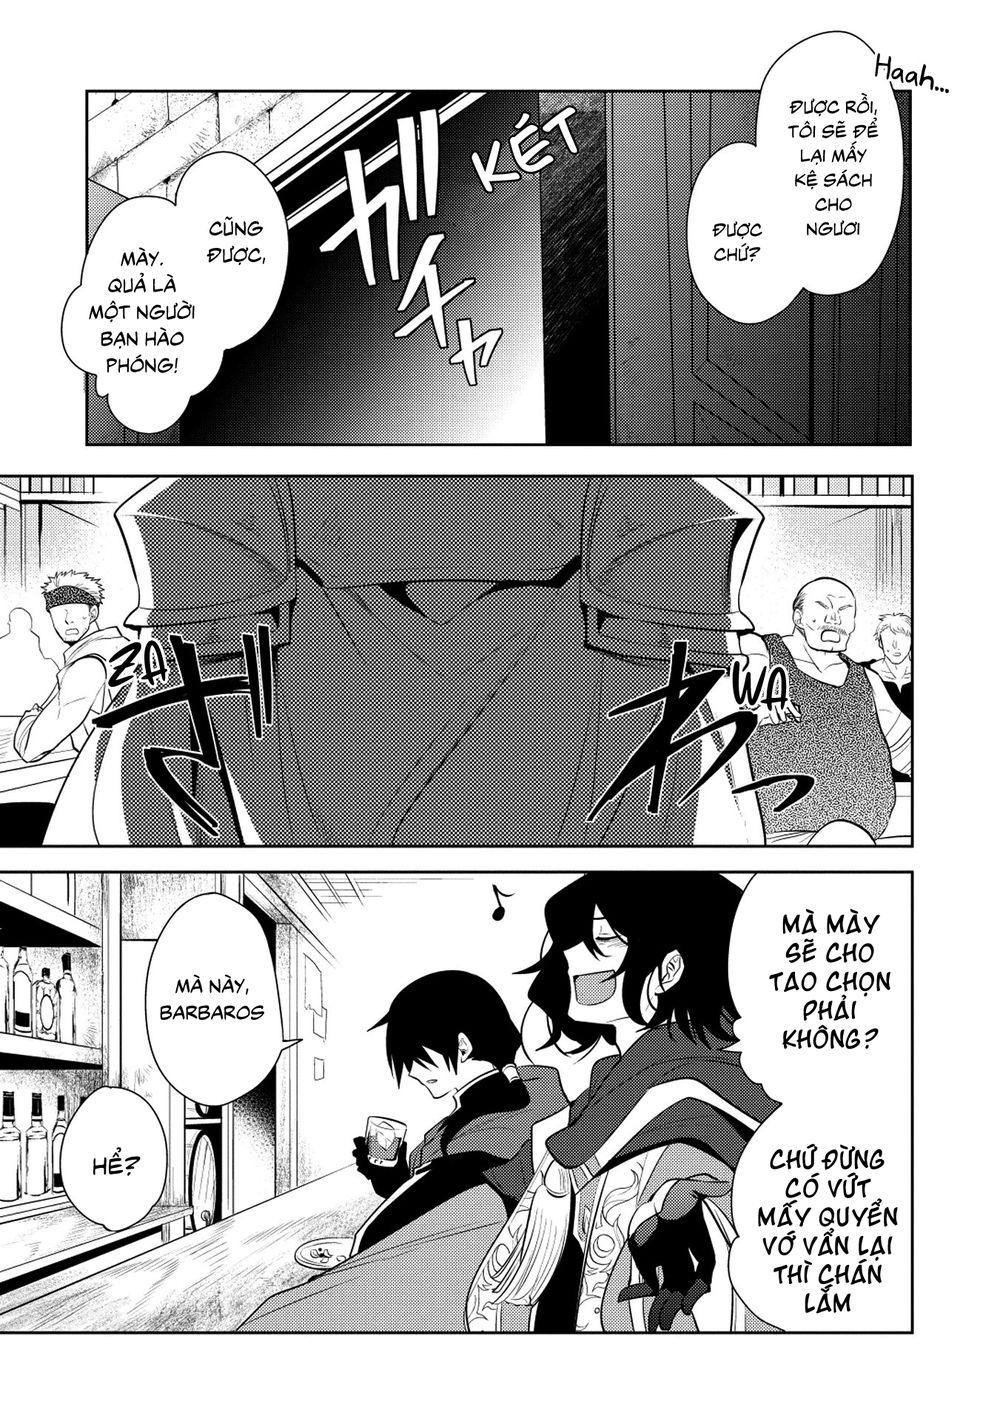 Haah...
ĐƯỢC RỒI,
TÔI SẼ ĐỂ
LẠI MẤY
KỆ SÁCH
CHO
NGƯƠI
ĐƯỢC
CHỨ?
KÉT
ガチャ
CŨNG
ĐƯỢC,
MÀY.
QUẢ LÀ
MỘT NGƯỜI
BẠN HÀO
PHÓNG!
WA
わっ
ZA
ざ
MÀ MÀY
SẼ CHO
TAO CHỌN
PHẢI
KHÔNG?
CHỨ ĐỪNG
CÓ VỨT
MẤY QUYỂN
VỚ VẨN LẠI
THÌ CHÁN
LẮM
MÀ NÀY,
BARBAROS
HỂ?